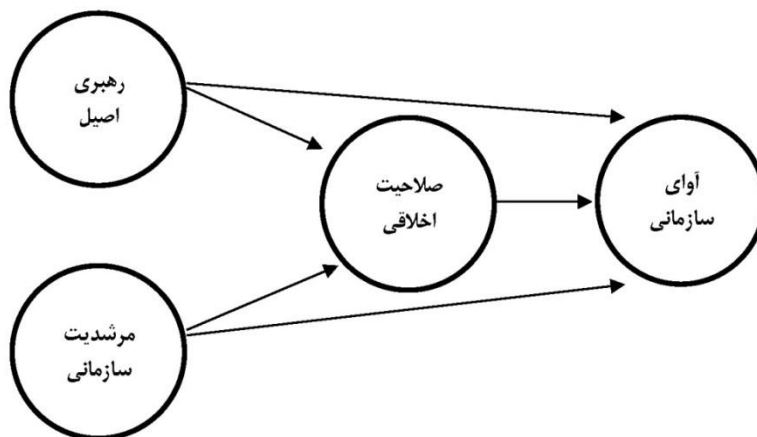 رهبری
اصیل
صلاحیت
اخلاقی
آوای
سازمانی
مرشدیت
سازمانی